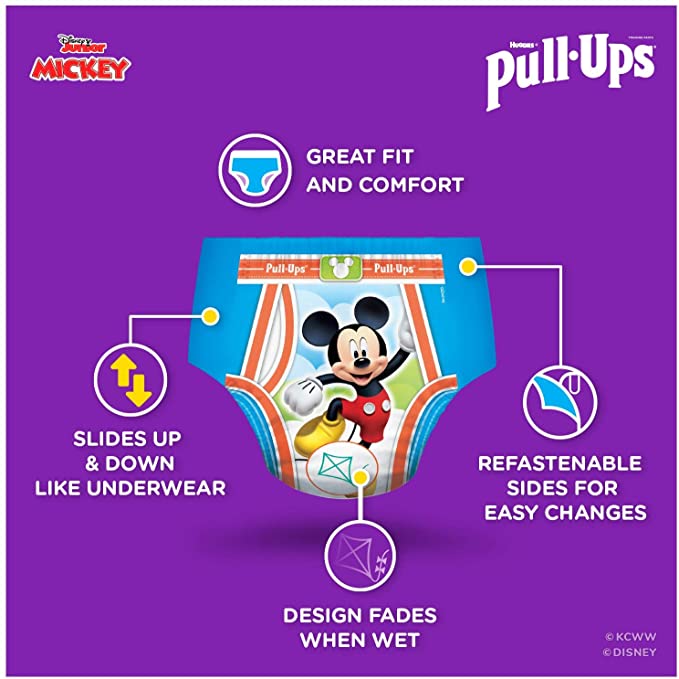 Disney
Junior
MICKEY
HUGGIES®
TRAINING PANTS
Pull·Ups®
GREAT FIT
AND COMFORT
Pull-Ups® Pull-Ups®
SLIDES UP
& DOWN
LIKE UNDERWEAR
REFASTENABLE
SIDES FOR
EASY CHANGES
DESIGN FADES
WHEN WET
© KCWW
© DISNEY